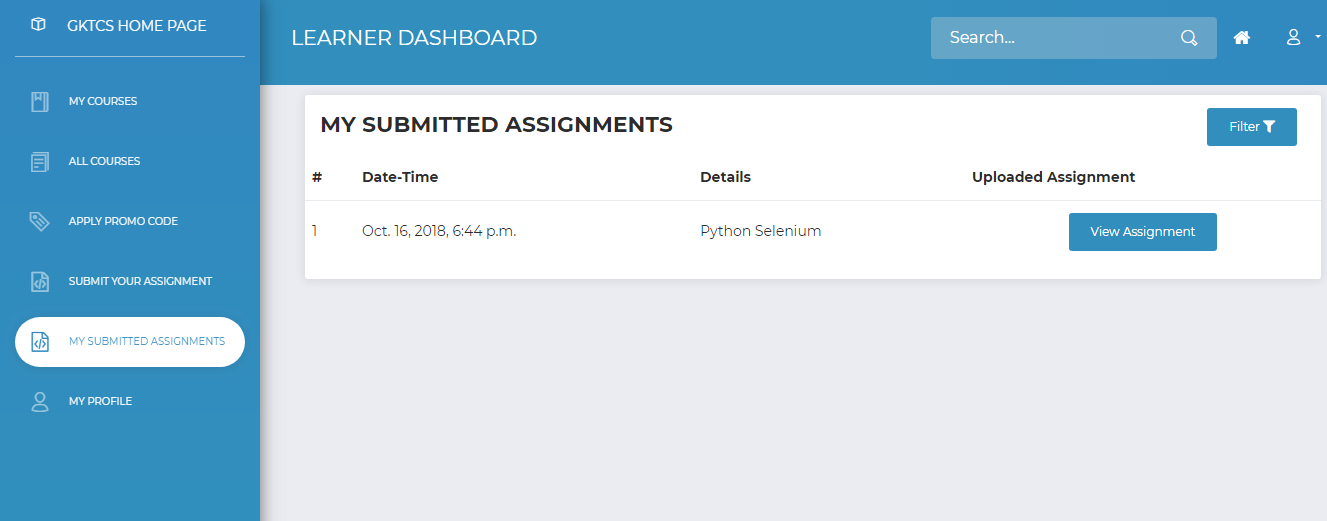 GKTCS HOME PAGE
MY COURSES
ALL COURSES
APPLY PROMO CODE
SUBMIT YOUR ASSIGNMENT
MY SUBMITTED ASSIGNMENTS
MY PROFILE
LEARNER DASHBOARD
Search...
MY SUBMITTED ASSIGNMENTS
Filter
# Date-Time Details Uploaded Assignment
1 Oct. 16, 2018, 6:44 p.m. Python Selenium View Assignment